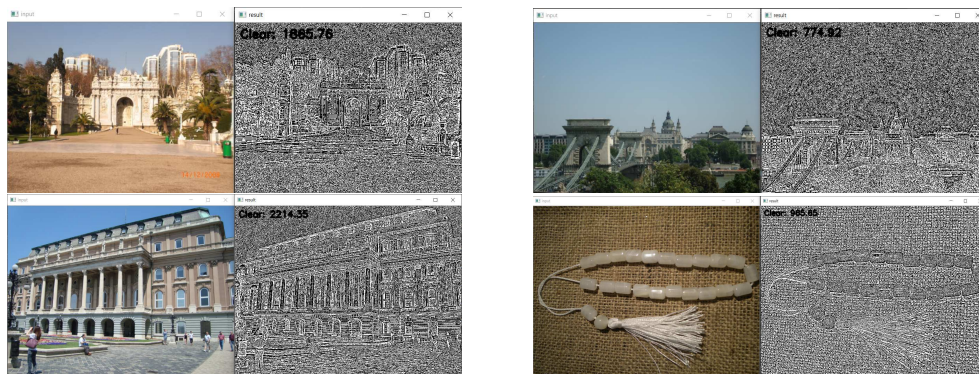 input
result
Clear: 1865.76
input
result
Clear: 774.92
input
result
Clear: 2214.35
input
result
Clear: 985.65